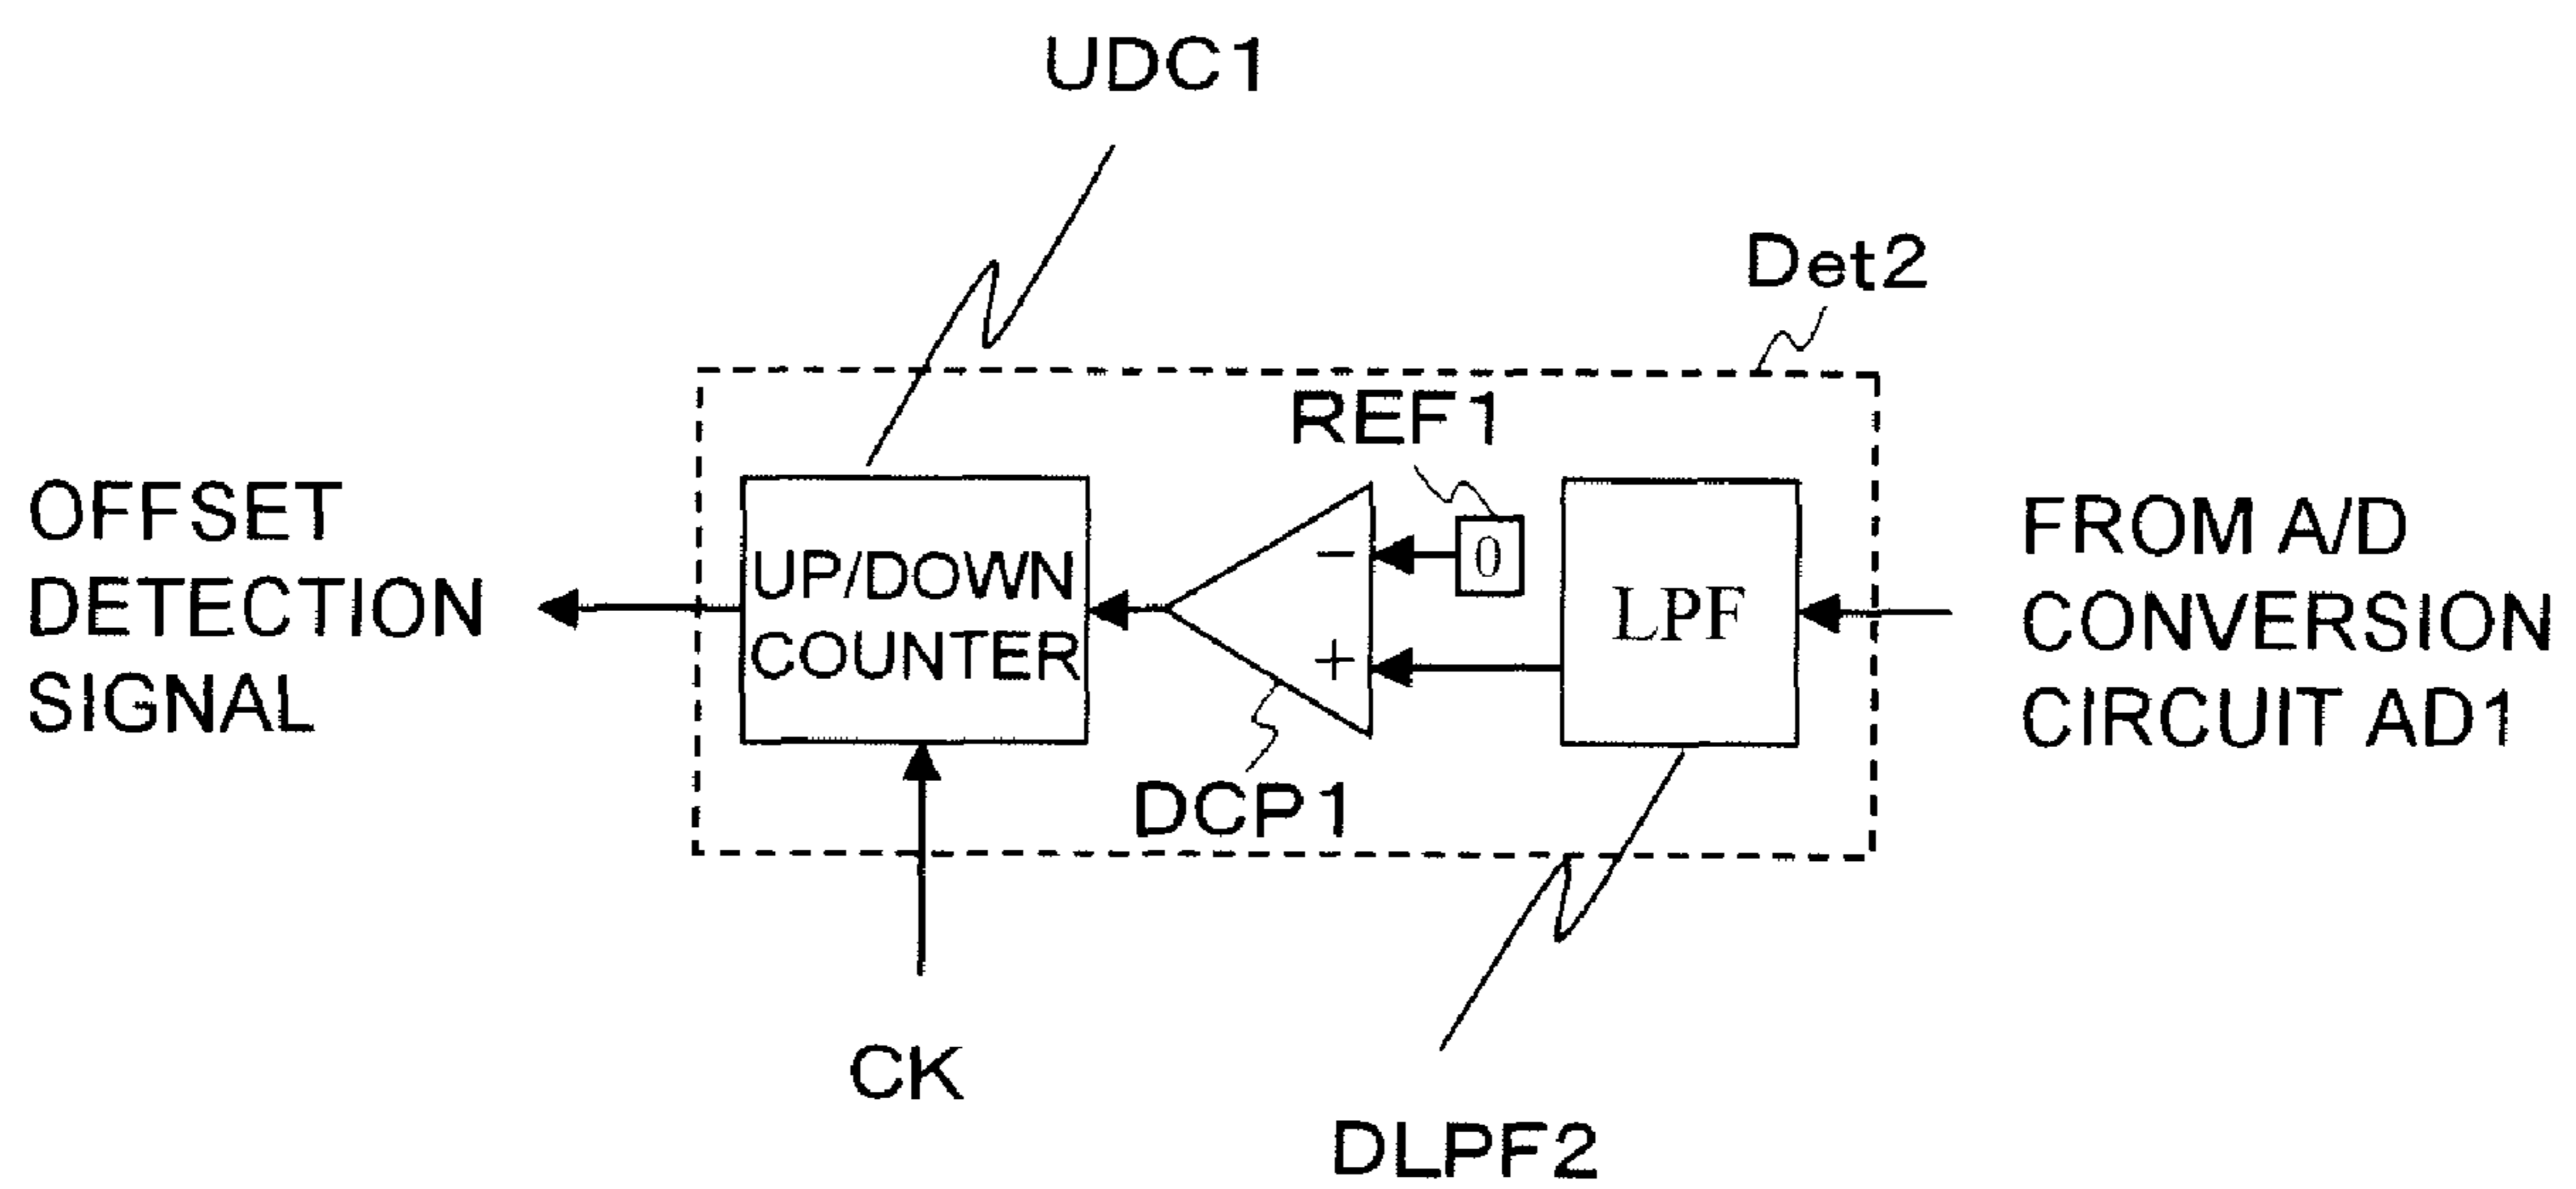 UDC1
Det2
REF1
OFFSET
DETECTION
SIGNAL
UP/DOWN
COUNTER
−
0
+
LPF
FROM A/D
CONVERSION
CIRCUIT AD1
DCP1
CK
DLPF2